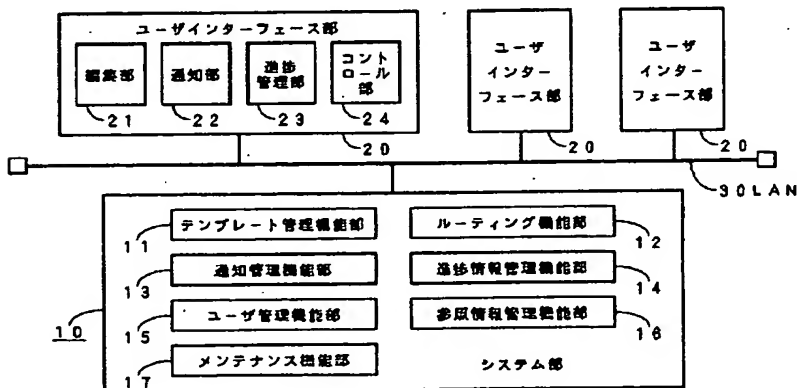 ユーザインターフェース部
編集部
通知部
進捗
管理部
コント
ロール
部
21
22
23
24
20
ユーザ
インター
フェース部
20
ユーザ
インター
フェース部
20
30LAN
テンプレート管理機能部
11
ルーティング機能部
12
通知管理機能部
13
進捗情報管理機能部
14
ユーザ管理機能部
15
参照情報管理機能部
16
メンテナンス機能部
17
システム部
10